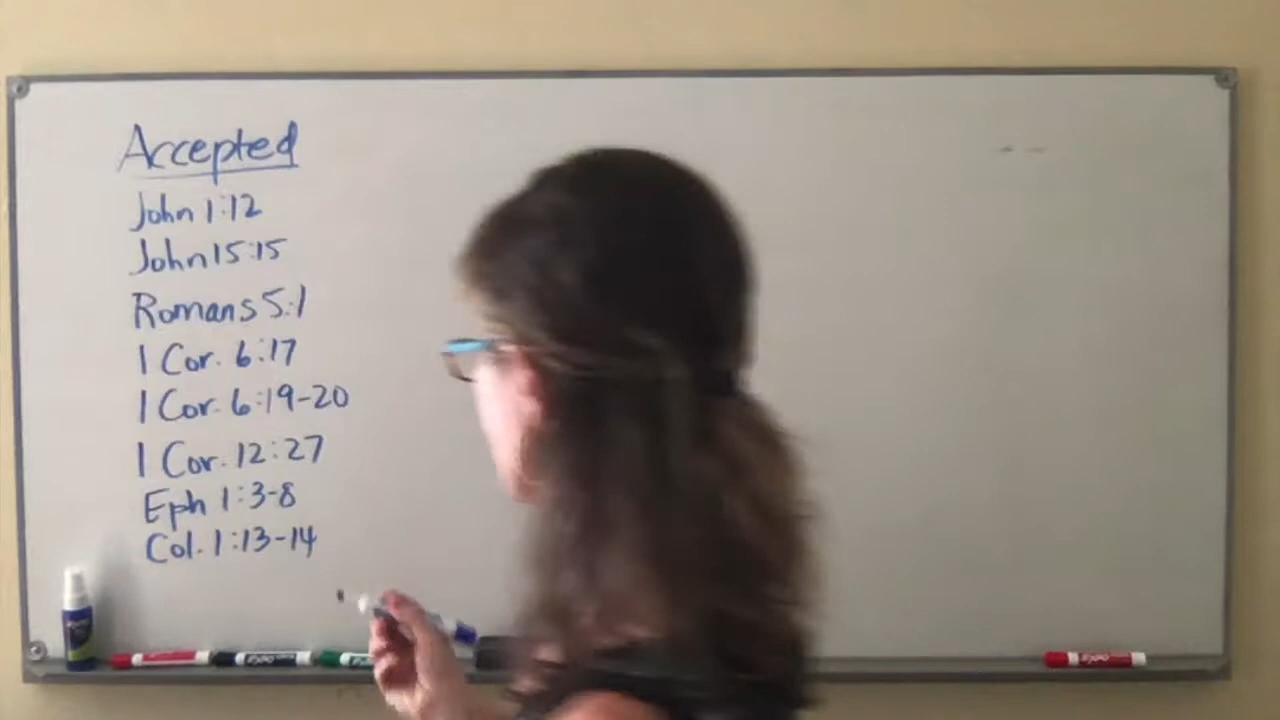 Accepted
John 1:12
John 15:15
Romans 5:1
1 Cor. 6:17
1 Cor. 6:19-20
1 Cor. 12:27
Eph 1:3-8
Col. 1:13-14